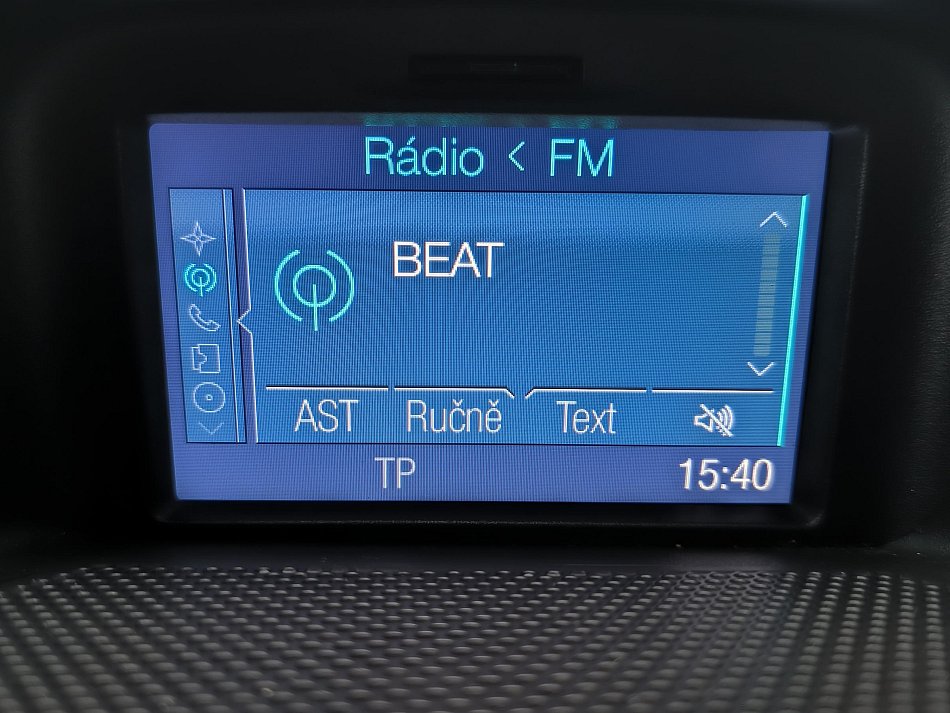 Rádio < FM
BEAT
AST Ručně Text
TP 15:40